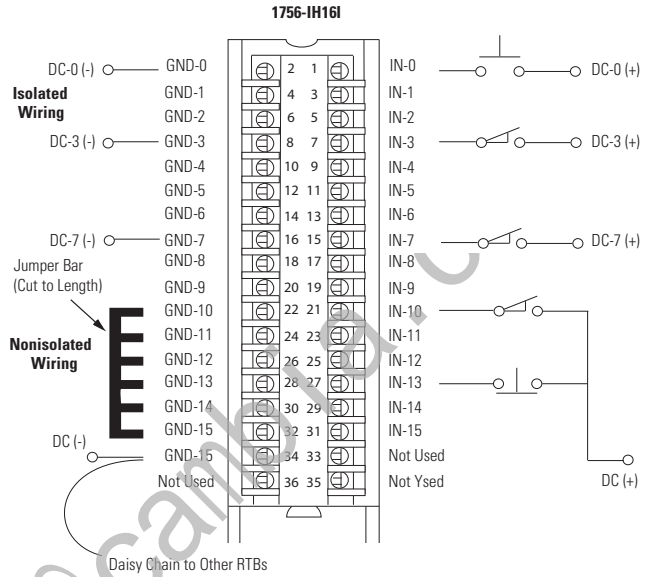 1756-IH16I
DC-0 (-) GND-0 2 1 IN-0 DC-0 (+)
Isolated
Wiring
GND-1 4 3 IN-1
GND-2 6 5 IN-2
DC-3 (-) GND-3 8 7 IN-3 DC-3 (+)
GND-4 10 9 IN-4
GND-5 12 11 IN-5
GND-6 14 13 IN-6
DC-7 (-) GND-7 16 15 IN-7 DC-7 (+)
Jumper Bar
(Cut to Length)
GND-8 18 17 IN-8
GND-9 20 19 IN-9
GND-10 22 21 IN-10
Nonisolated
Wiring
GND-11 24 23 IN-11
GND-12 26 25 IN-12
GND-13 28 27 IN-13
GND-14 30 29 IN-14
GND-15 32 31 IN-15
DC (-) GND-15 34 33 Not Used
Not Used 36 35 Not Ysed DC (+)
Daisy Chain to Other RTBs